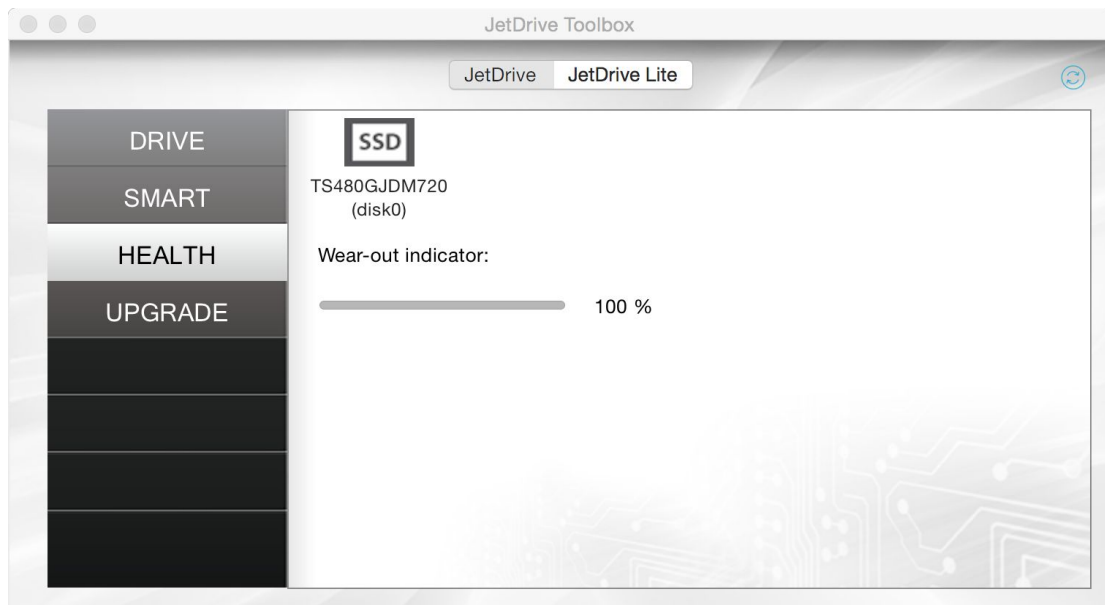 JetDrive Toolbox
JetDrive JetDrive Lite
DRIVE
SMART
HEALTH
UPGRADE
SSD
TS480GJDM720
(disk0)
Wear-out indicator:
100 %